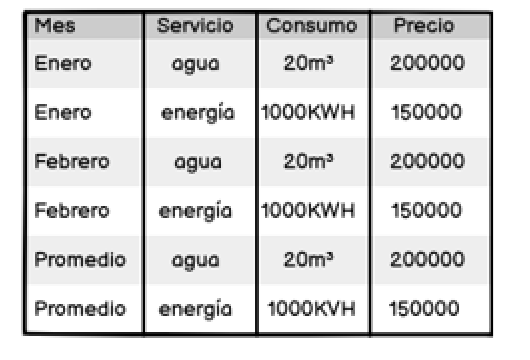 Mes Servicio Consumo Precio
Enero agua 20m³ 200000
Enero energía 1000KWH 150000
Febrero agua 20m³ 200000
Febrero energía 1000KWH 150000
Promedio agua 20m³ 200000
Promedio energía 1000KVH 150000